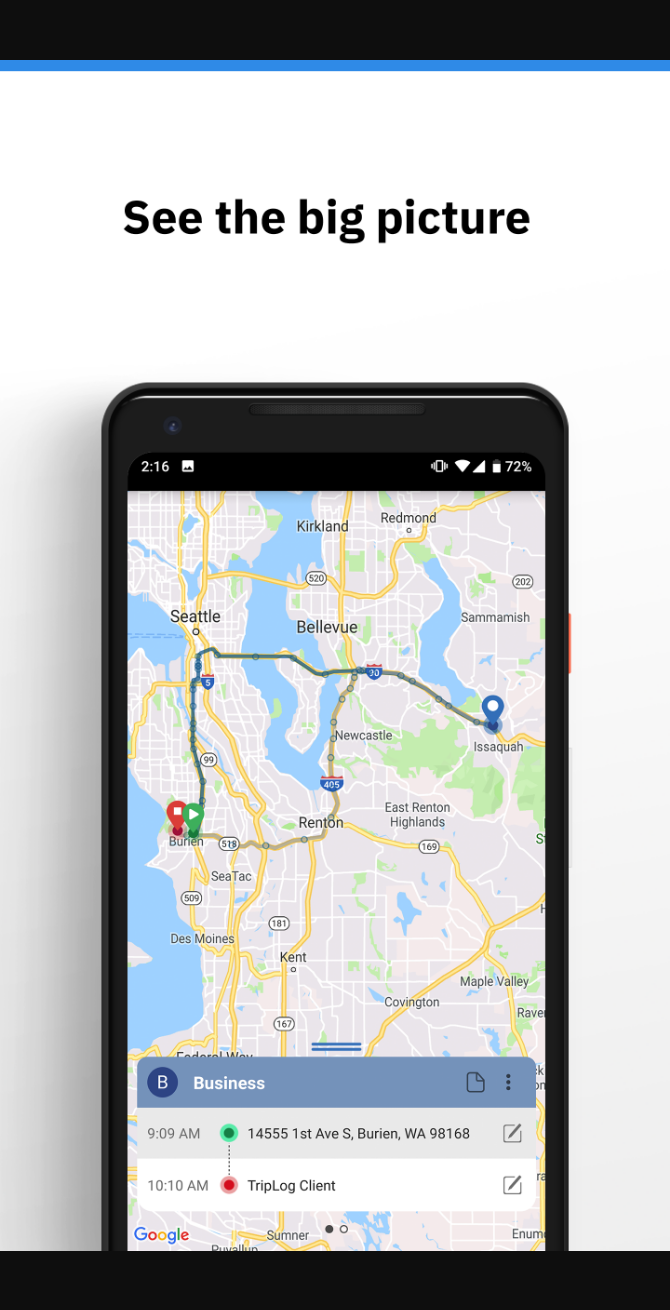 See the big picture
2:16
72%
Kirkland
Redmond
520
202
Seattle
Sammamish
Bellevue
90
5
Newcastle
Issaquah
99
405
East Renton
Highlands
Renton
Burien
518
169
SeaTac
509
181
Des Moines
Kent
Maple Valley
Covington
167
Federal Way
B
Business
9:09 AM
14555 1st Ave S, Burien, WA 98168
10:10 AM
TripLog Client
Google
Sumner
Puyallup